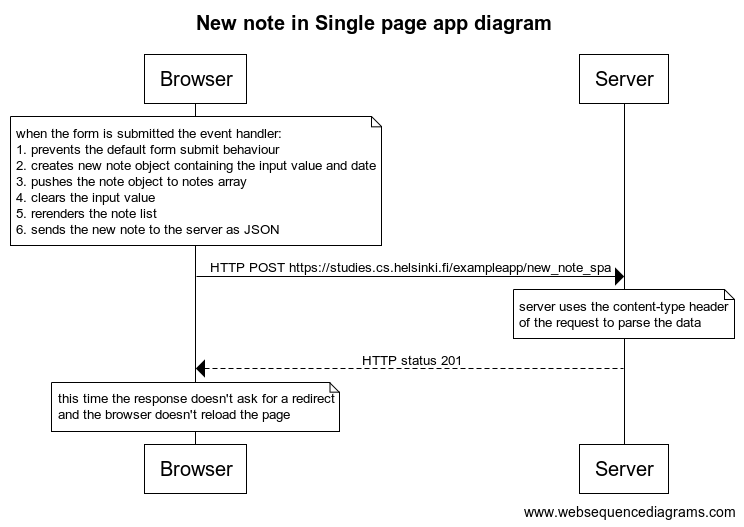 New note in Single page app diagram
Browser
Server
when the form is submitted the event handler:
1. prevents the default form submit behaviour
2. creates new note object containing the input value and date
3. pushes the note object to notes array
4. clears the input value
5. rerenders the note list
6. sends the new note to the server as JSON
HTTP POST https://studies.cs.helsinki.fi/exampleapp/new_note_spa
server uses the content-type header
of the request to parse the data
HTTP status 201
this time the response doesn't ask for a redirect
and the browser doesn't reload the page
Browser
Server
www.websequencediagrams.com